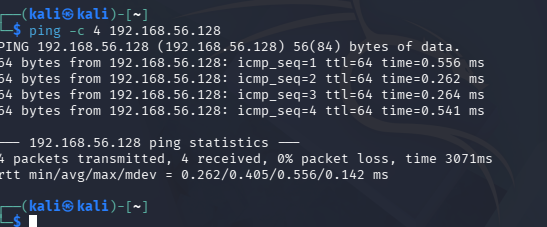 (kali㉿kali)-[~]
$ ping -c 4 192.168.56.128
PING 192.168.56.128 (192.168.56.128) 56(84) bytes of data.
64 bytes from 192.168.56.128: icmp_seq=1 ttl=64 time=0.556 ms
64 bytes from 192.168.56.128: icmp_seq=2 ttl=64 time=0.262 ms
64 bytes from 192.168.56.128: icmp_seq=3 ttl=64 time=0.264 ms
64 bytes from 192.168.56.128: icmp_seq=4 ttl=64 time=0.541 ms
--- 192.168.56.128 ping statistics ---
4 packets transmitted, 4 received, 0% packet loss, time 3071ms
rtt min/avg/max/mdev = 0.262/0.405/0.556/0.142 ms
(kali㉿kali)-[~]
$